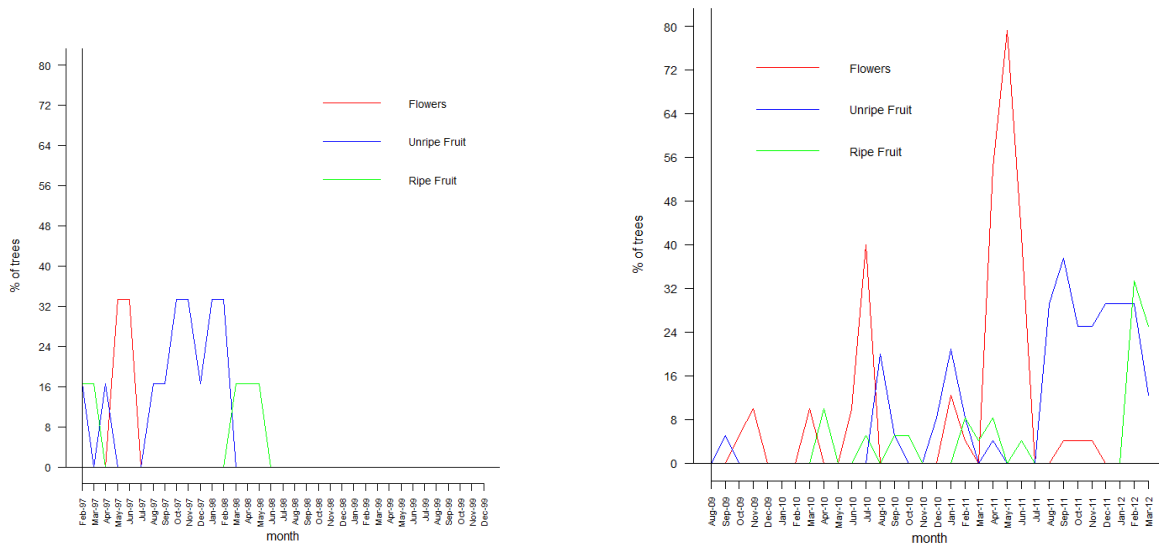 80
72
64
56
48
40
32
24
16
8
0
% of trees
Flowers
Unripe Fruit
Ripe Fruit
Feb-97
Mar-97
Apr-97
May-97
Jun-97
Jul-97
Aug-97
Sep-97
Oct-97
Nov-97
Dec-97
Jan-98
Feb-98
Mar-98
Apr-98
May-98
Jun-98
Jul-98
Aug-98
Sep-98
Oct-98
Nov-98
Dec-98
Jan-99
Feb-99
Mar-99
Apr-99
May-99
Jun-99
Jul-99
Aug-99
Sep-99
Oct-99
Nov-99
Dec-99
month
80
72
64
56
48
40
32
24
16
8
0
% of trees
Flowers
Unripe Fruit
Ripe Fruit
Aug-09
Sep-09
Oct-09
Nov-09
Dec-09
Jan-10
Feb-10
Mar-10
Apr-10
May-10
Jun-10
Jul-10
Aug-10
Sep-10
Oct-10
Nov-10
Dec-10
Jan-11
Feb-11
Mar-11
Apr-11
May-11
Jun-11
Jul-11
Aug-11
Sep-11
Oct-11
Nov-11
Dec-11
Jan-12
Feb-12
Mar-12
month